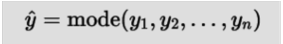 ŷ = mode(y₁, y₂, . . . , yₙ)